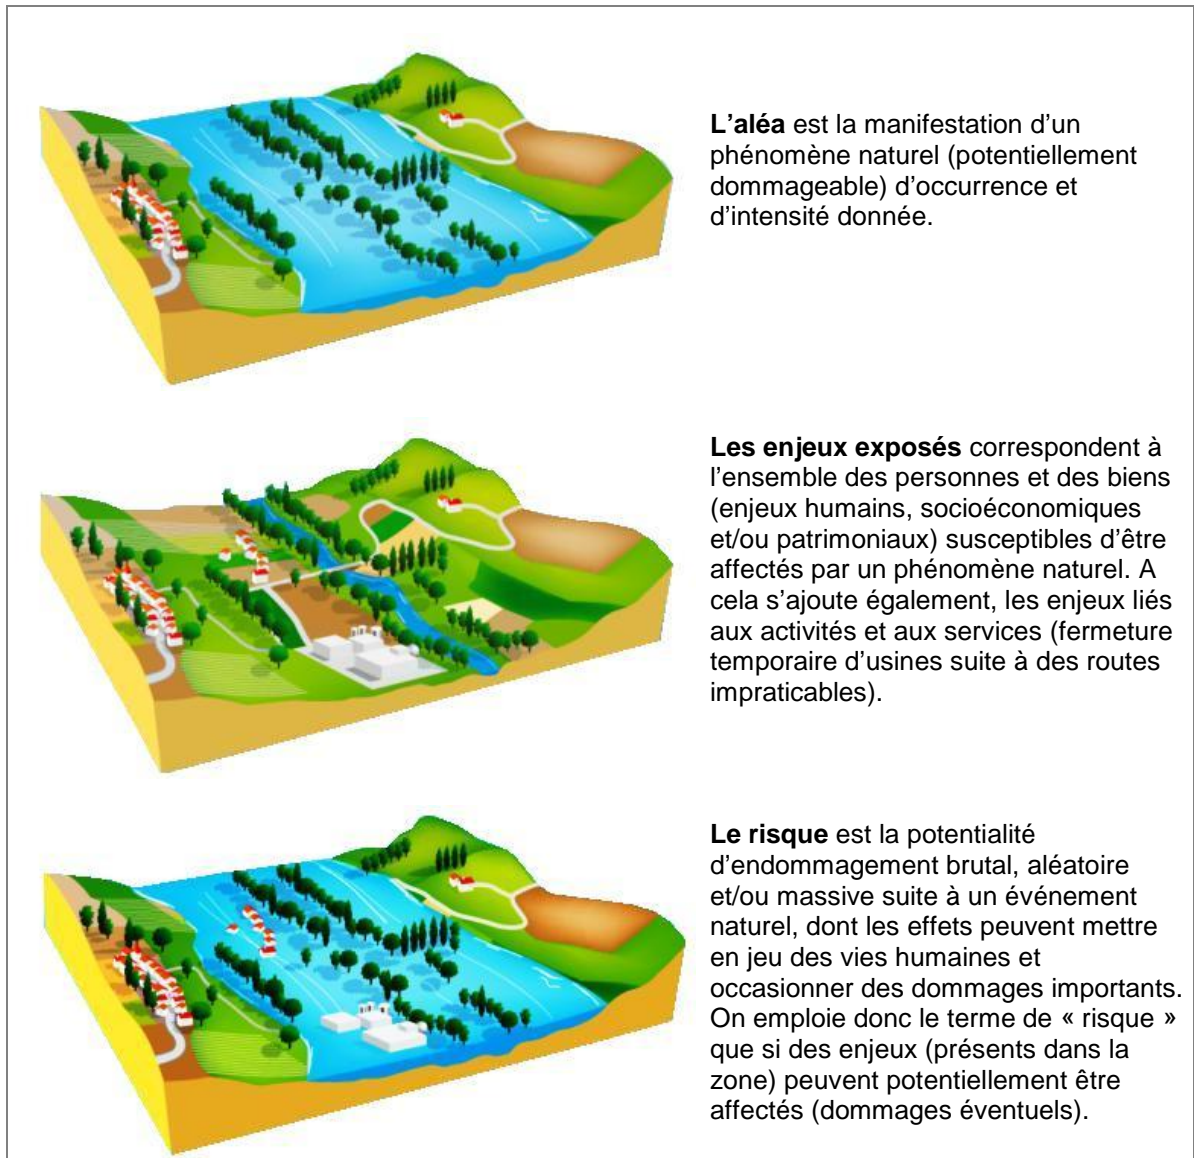 L’aléa est la manifestation d’un
phénomène naturel (potentiellement
dommageable) d’occurrence et
d’intensité donnée.
Les enjeux exposés correspondent à
l’ensemble des personnes et des biens
(enjeux humains, socioéconomiques
et/ou patrimoniaux) susceptibles d’être
affectés par un phénomène naturel. A
cela s’ajoute également, les enjeux liés
aux activités et aux services (fermeture
temporaire d’usines suite à des routes
impraticables).
Le risque est la potentialité
d’endommagement brutal, aléatoire
et/ou massive suite à un événement
naturel, dont les effets peuvent mettre
en jeu des vies humaines et
occasionner des dommages importants.
On emploie donc le terme de « risque »
que si des enjeux (présents dans la
zone) peuvent potentiellement être
affectés (dommages éventuels).